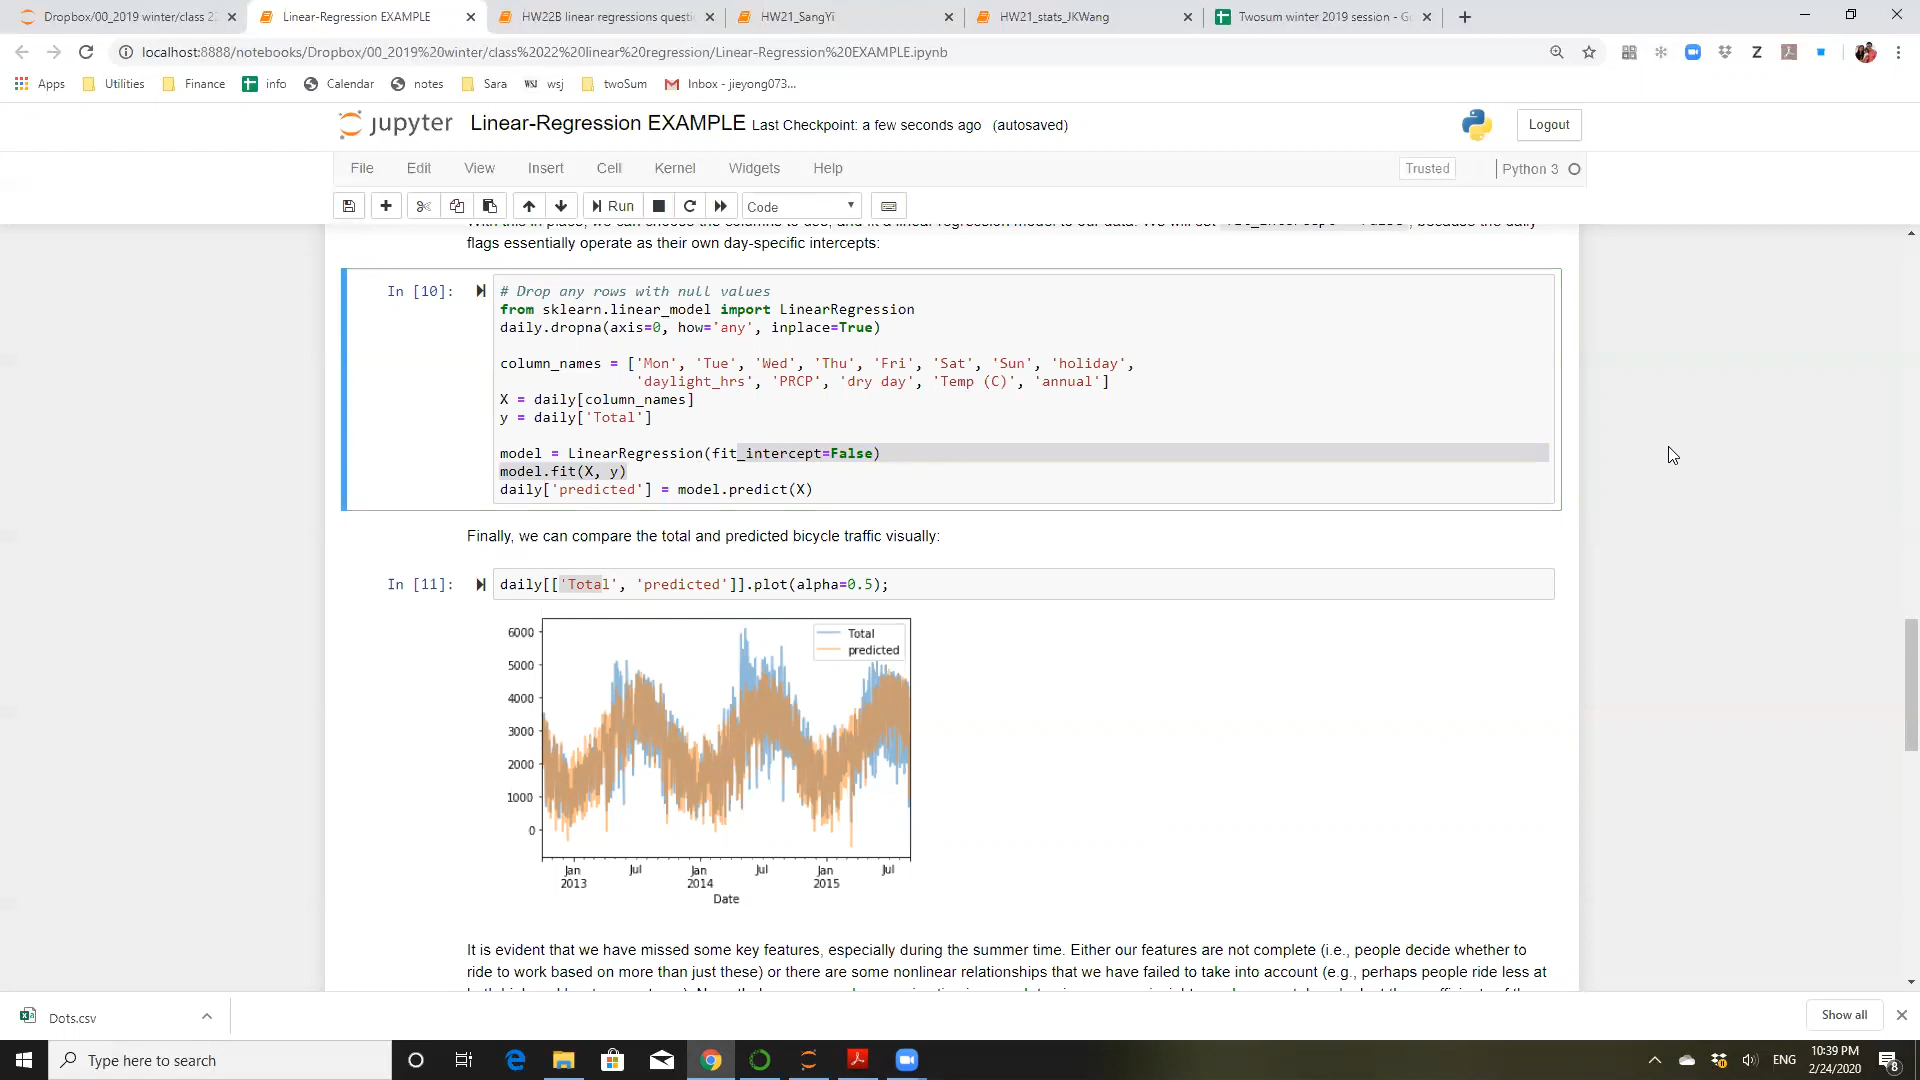 Dropbox/00_2019 winter/class 2
Linear-Regression EXAMPLE
HW22B linear regressions questi
HW21_SangYi
HW21_stats_JKWang
Twosum winter 2019 session - G
localhost:8888/notebooks/Dropbox/00_2019%20winter/class%2022%20linear%20regression/Linear-Regression%20EXAMPLE.ipynb
Apps Utilities Finance info Calendar notes Sara WSJ wsj twoSum Inbox - jieyong073...
jupyter Linear-Regression EXAMPLE Last Checkpoint: a few seconds ago (autosaved) Logout
File Edit View Insert Cell Kernel Widgets Help Trusted Python 3
Run Code
flags essentially operate as their own day-specific intercepts:
In [10]: # Drop any rows with null values
from sklearn.linear_model import LinearRegression
daily.dropna(axis=0, how='any', inplace=True)
column_names = ['Mon', 'Tue', 'Wed', 'Thu', 'Fri', 'Sat', 'Sun', 'holiday',
'daylight_hrs', 'PRCP', 'dry day', 'Temp (C)', 'annual']
X = daily[column_names]
y = daily['Total']
model = LinearRegression(fit_intercept=False)
model.fit(X, y)
daily['predicted'] = model.predict(X)
Finally, we can compare the total and predicted bicycle traffic visually:
In [11]: daily[['Total', 'predicted']].plot(alpha=0.5);
Total
predicted
6000
5000
4000
3000
2000
1000
0
Jan Jul Jan Jul Jan Jul
2013 2014 2015
Date
It is evident that we have missed some key features, especially during the summer time. Either our features are not complete (i.e., people decide whether to
ride to work based on more than just these) or there are some nonlinear relationships that we have failed to take into account (e.g., perhaps people ride less at
Dots.csv Show all
Type here to search
ENG
10:39 PM
2/24/2020
8